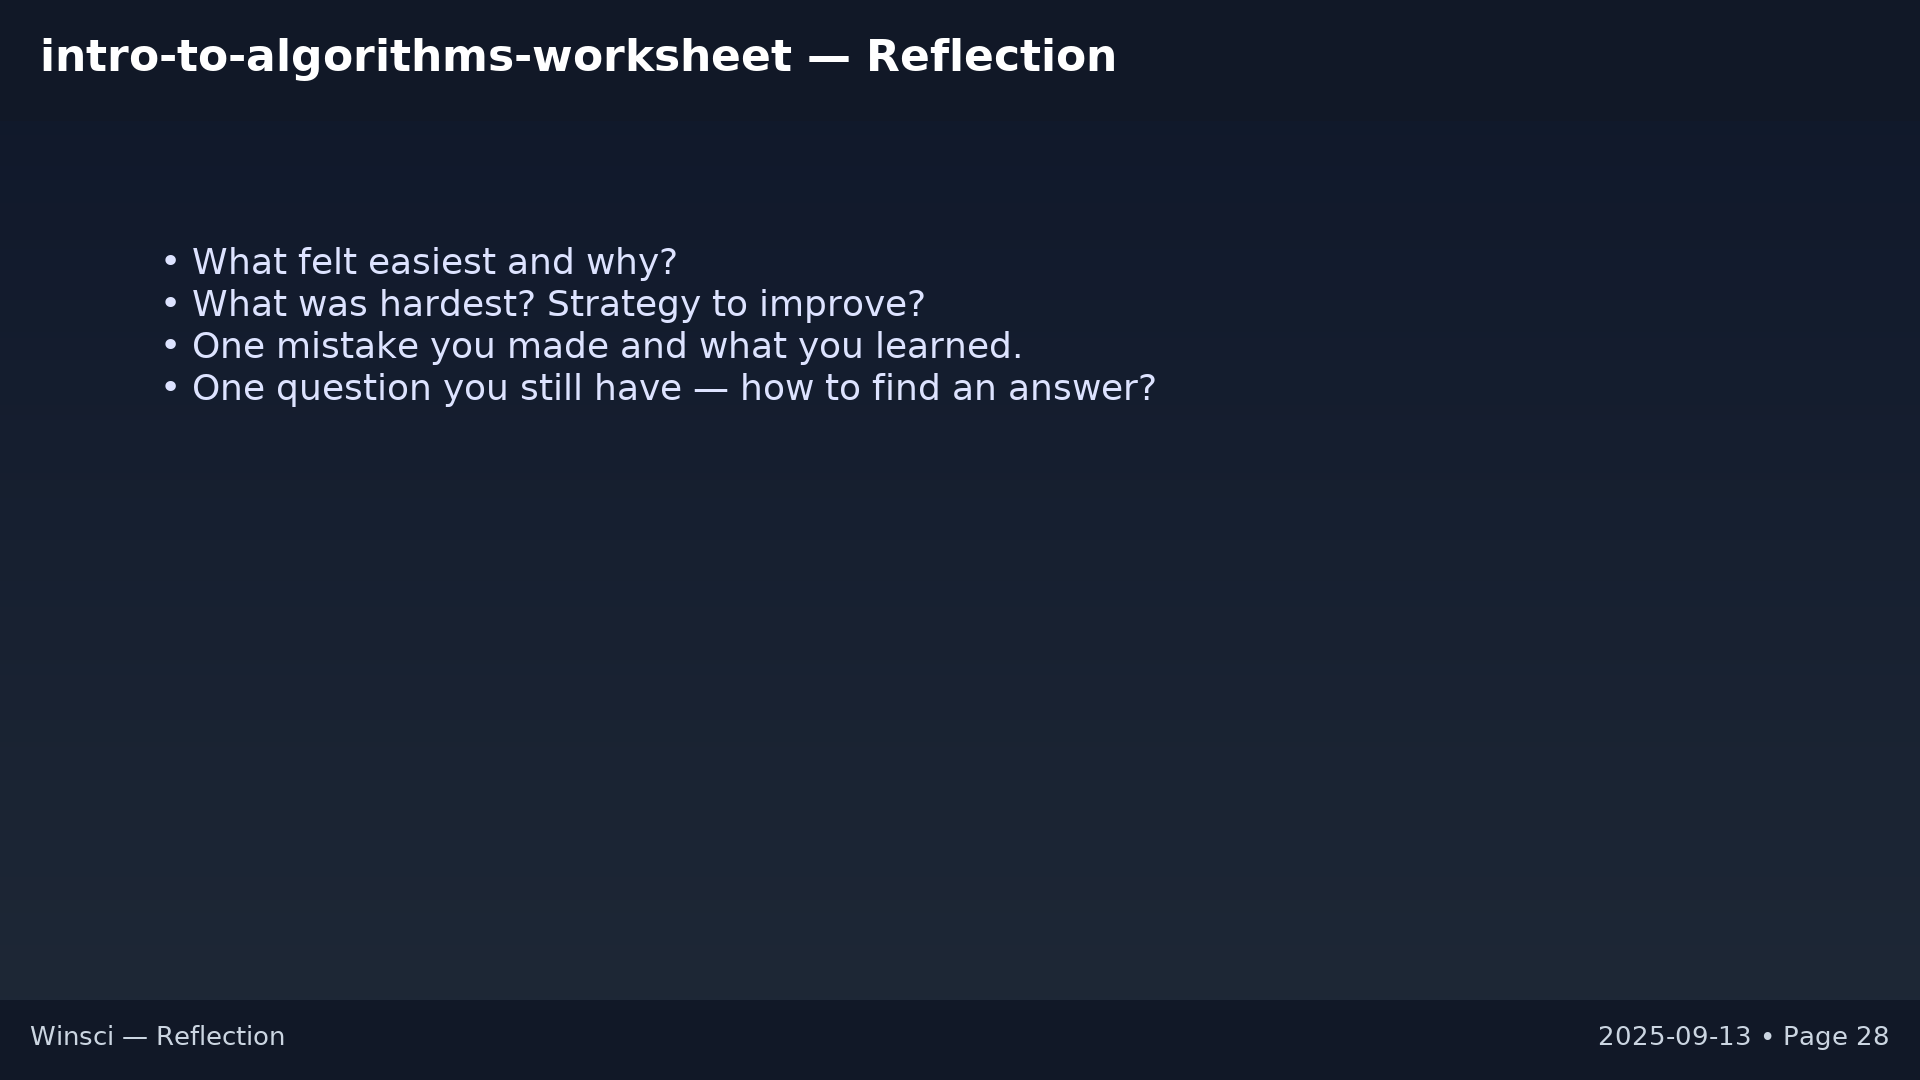 intro-to-algorithms-worksheet — Reflection
• What felt easiest and why?
• What was hardest? Strategy to improve?
• One mistake you made and what you learned.
• One question you still have — how to find an answer?
Winsci — Reflection
2025-09-13 • Page 28